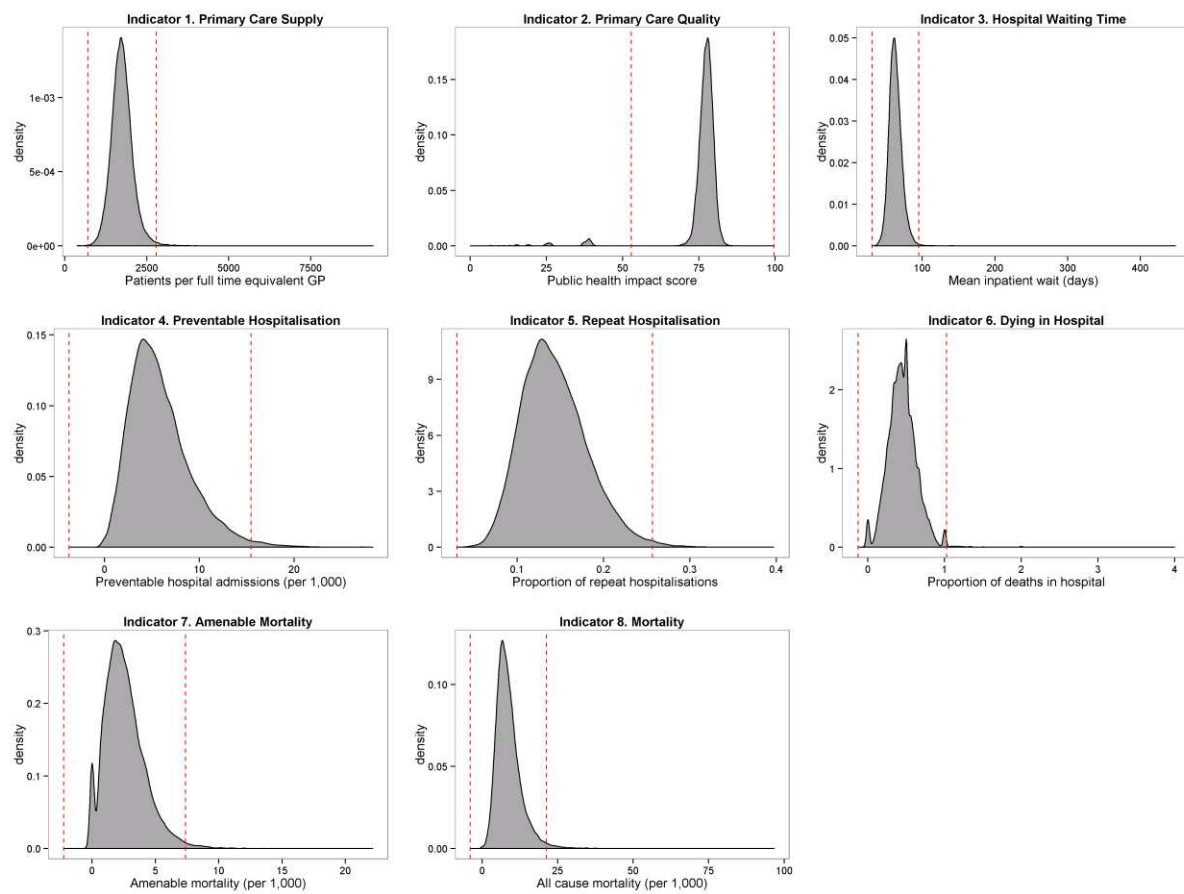 Indicator 1. Primary Care Supply
density
1e-03
5e-04
0e+00
0 2500 5000 7500
Patients per full time equivalent GP
Indicator 2. Primary Care Quality
density
0.15
0.10
0.05
0.00
0 25 50 75 100
Public health impact score
Indicator 3. Hospital Waiting Time
density
0.05
0.04
0.03
0.02
0.01
0.00
100 200 300 400
Mean inpatient wait (days)
Indicator 4. Preventable Hospitalisation
density
0.15
0.10
0.05
0.00
0 10 20
Preventable hospital admissions (per 1,000)
Indicator 5. Repeat Hospitalisation
density
9
6
3
0
0.1 0.2 0.3 0.4
Proportion of repeat hospitalisations
Indicator 6. Dying in Hospital
density
2
1
0
0 1 2 3 4
Proportion of deaths in hospital
Indicator 7. Amenable Mortality
density
0.3
0.2
0.1
0.0
0 5 10 15 20
Amenable mortality (per 1,000)
Indicator 8. Mortality
density
0.10
0.05
0.00
0 25 50 75 100
All cause mortality (per 1,000)